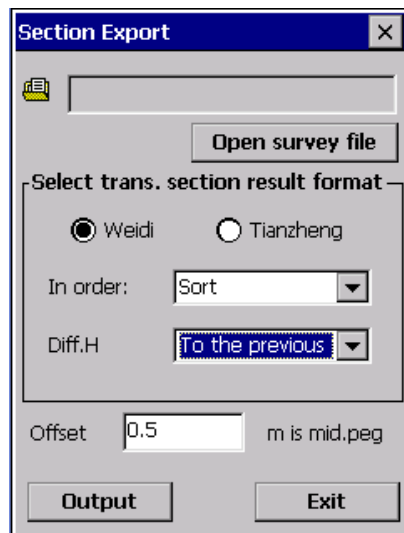 Section Export
Open survey file
Select trans. section result format
Weidi Tianzheng
In order: Sort
Diff.H To the previous
Offset 0.5 m is mid.peg
Output Exit